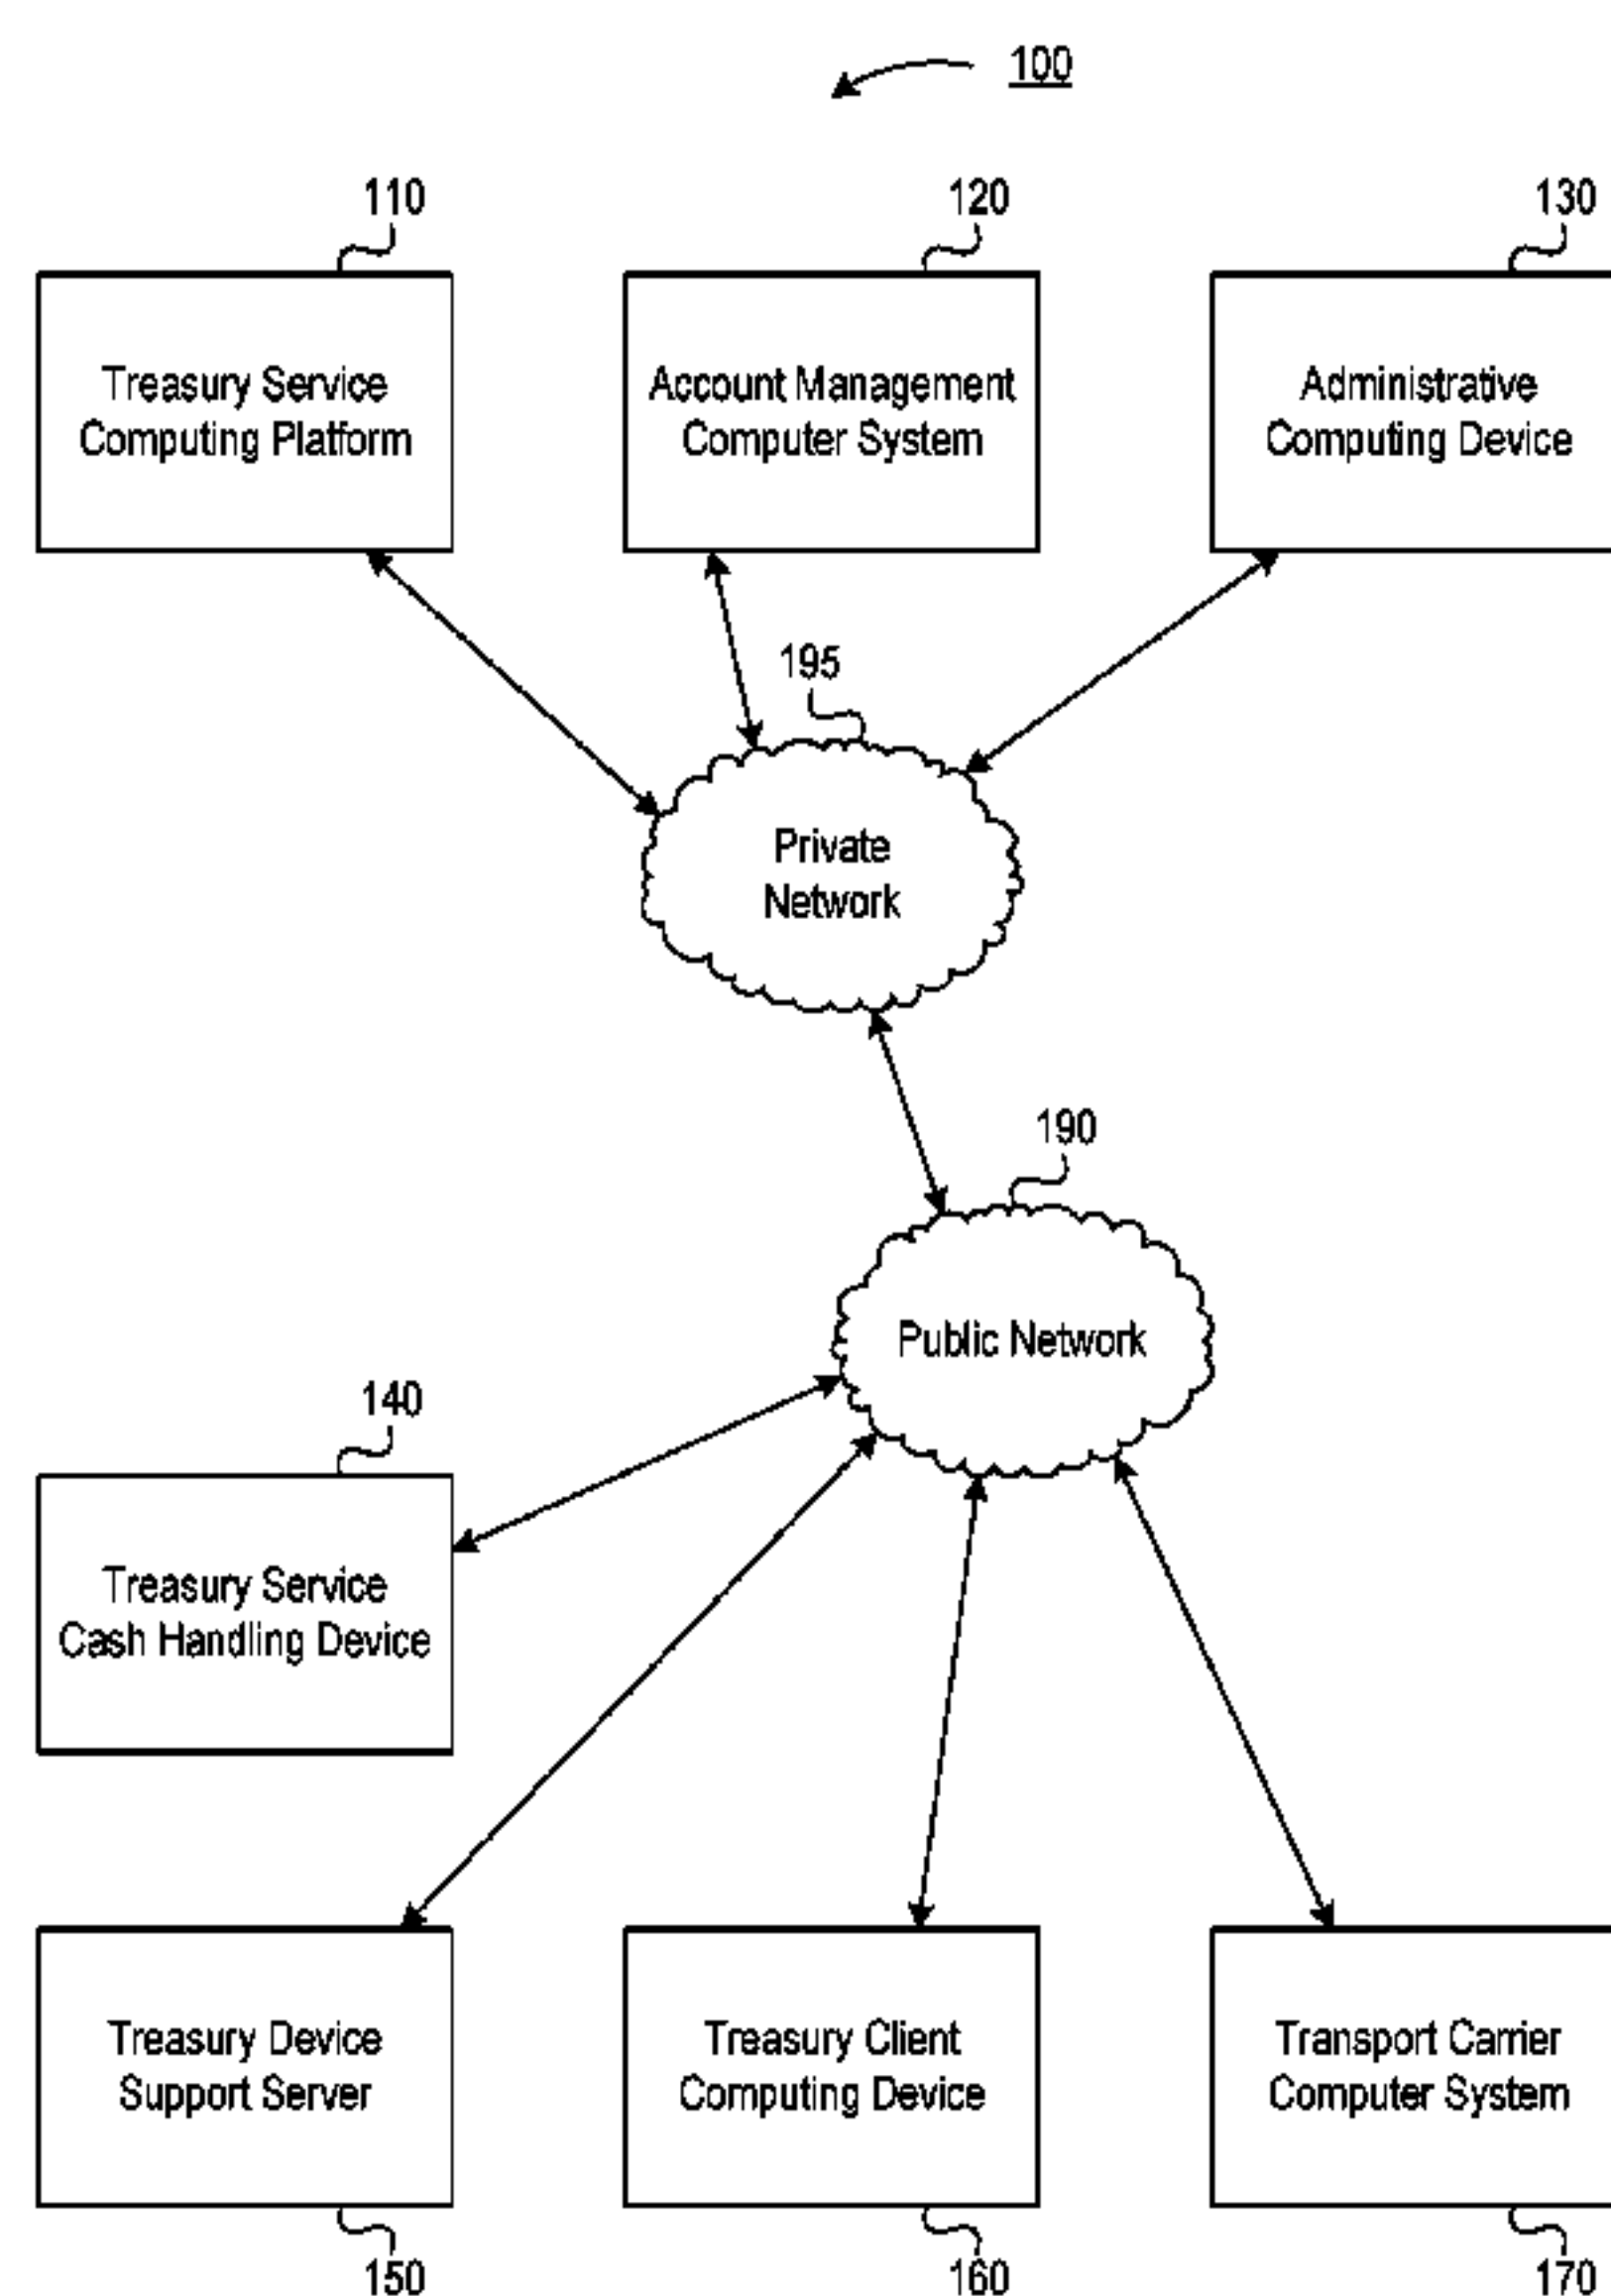 100
110
120
130
Treasury Service
Computing Platform
Account Management
Computer System
Administrative
Computing Device
195
Private
Network
190
Public Network
140
Treasury Service
Cash Handling Device
Treasury Device
Support Server
Treasury Client
Computing Device
Transport Carrier
Computer System
150
160
170